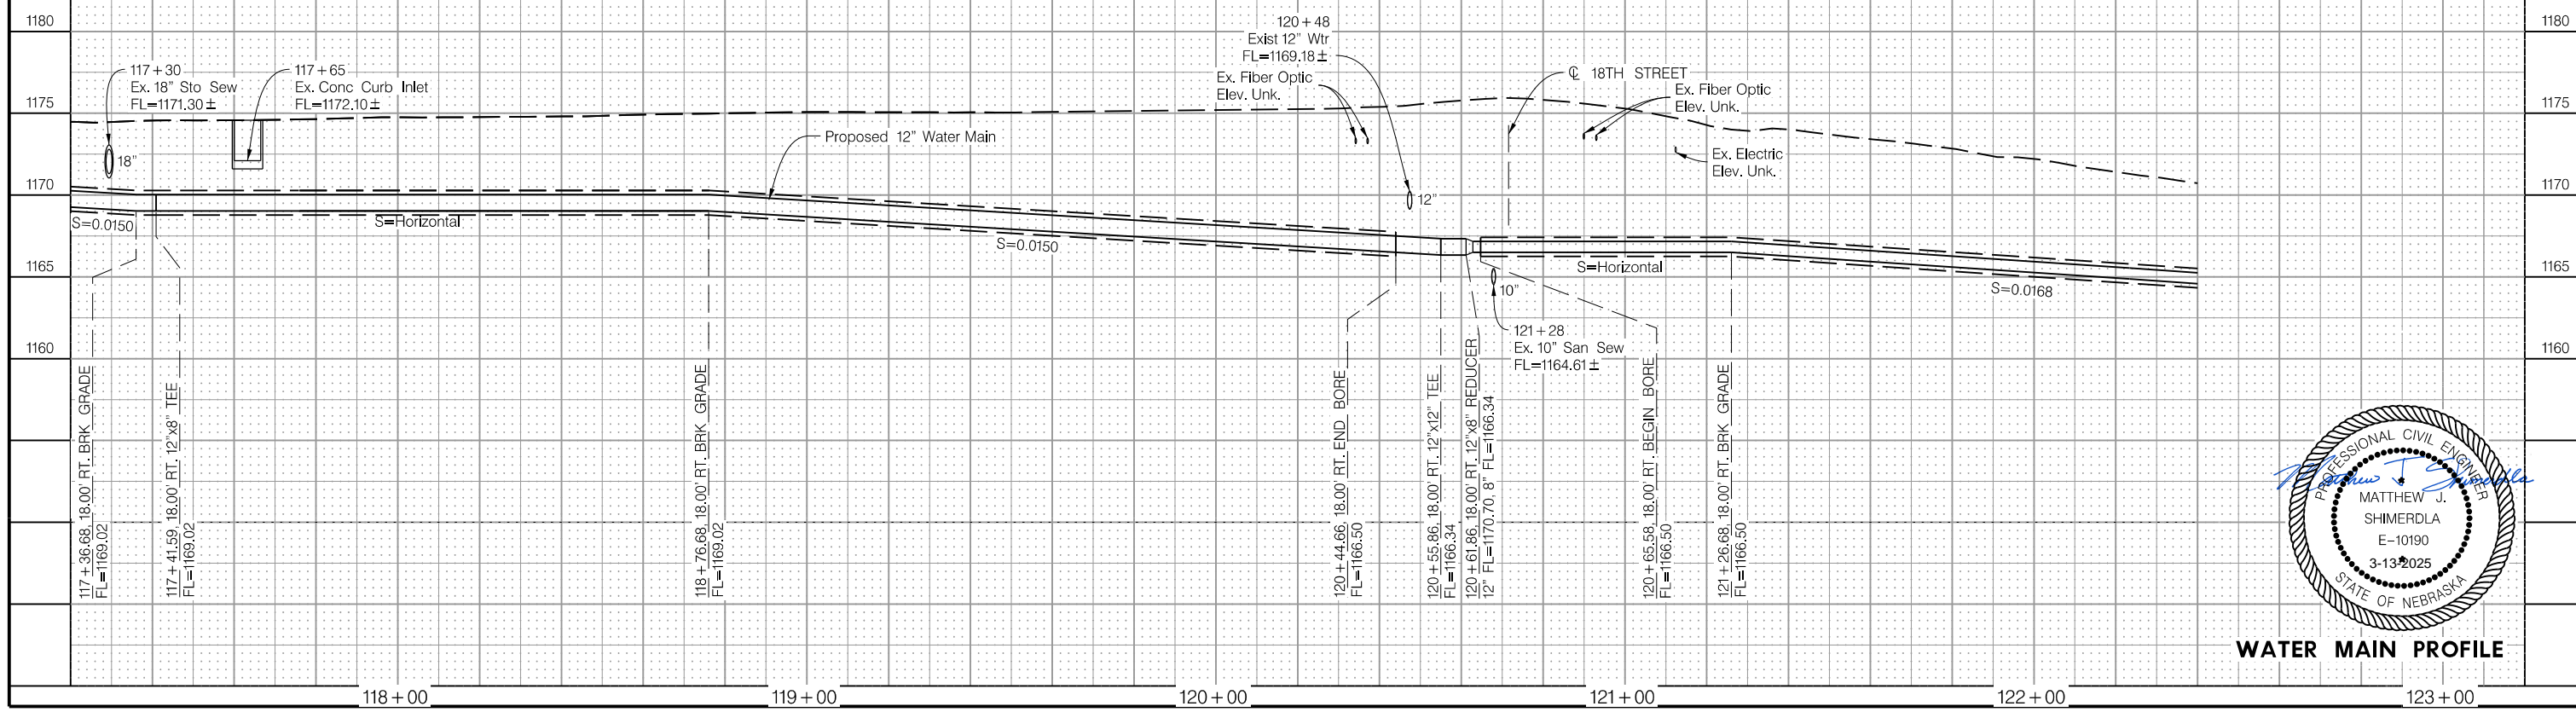 1180
1175
1170
1165
1160
1180
1175
1170
1165
1160
117+30
Ex. 18" Sto Sew
FL=1171.30±
18"
117+65
Ex. Conc Curb Inlet
FL=1172.10±
Proposed 12" Water Main
120+48
Exist 12" Wtr
FL=1169.18±
Ex. Fiber Optic
Elev. Unk.
12"
℄ 18TH STREET
Ex. Fiber Optic
Elev. Unk.
Ex. Electric
Elev. Unk.
S=0.0150
S=Horizontal
S=0.0150
S=Horizontal
S=0.0168
10"
121+28
Ex. 10" San Sew
FL=1164.61±
117+36.68, 18.00' RT. BRK GRADE
FL=1169.02
117+41.59, 18.00' RT. 12"x8" TEE
FL=1169.02
118+76.68, 18.00' RT. BRK GRADE
FL=1169.02
120+44.66, 18.00' RT. END BORE
FL=1166.50
120+55.86, 18.00' RT. 12"x12" TEE
FL=1166.34
120+61.86, 18.00' RT. 12"x8" REDUCER
12" FL=1170.70, 8" FL=1166.34
120+65.58, 18.00' RT. BEGIN BORE
FL=1166.50
121+26.68, 18.00' RT. BRK GRADE
FL=1166.50
PROFESSIONAL CIVIL ENGINEER
Matthew J. Shimerdla
MATTHEW J.
SHIMERDLA
E-10190
3-13-2025
STATE OF NEBRASKA
WATER MAIN PROFILE
118+00
119+00
120+00
121+00
122+00
123+00